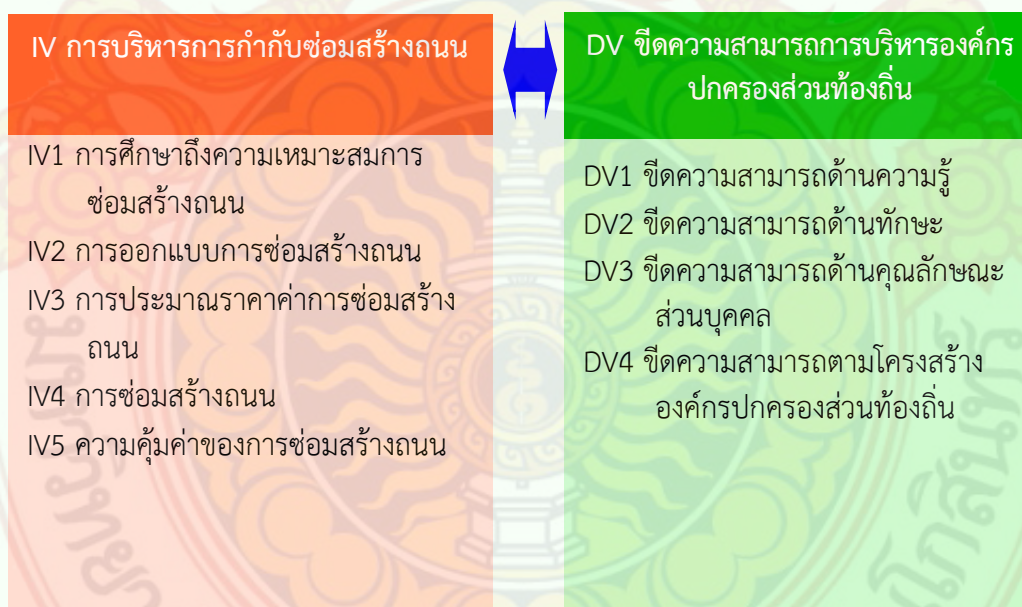 IV การบริหารการกำกับซ่อมสร้างถนน
IV1 การศึกษาถึงความเหมาะสมการ
ซ่อมสร้างถนน
IV2 การออกแบบการซ่อมสร้างถนน
IV3 การประมาณราคาค่าการซ่อมสร้าง
ถนน
IV4 การซ่อมสร้างถนน
IV5 ความคุ้มค่าของการซ่อมสร้างถนน
DV ขีดความสามารถการบริหารองค์กร
ปกครองส่วนท้องถิ่น
DV1 ขีดความสามารถด้านความรู้
DV2 ขีดความสามารถด้านทักษะ
DV3 ขีดความสามารถด้านคุณลักษณะ
ส่วนบุคคล
DV4 ขีดความสามารถตามโครงสร้าง
องค์กรปกครองส่วนท้องถิ่น